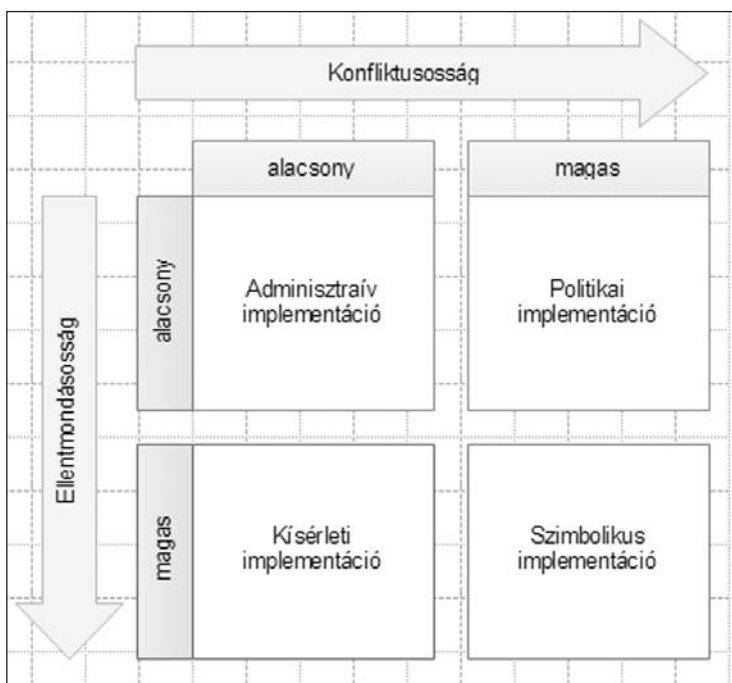 Konfliktusosság
alacsony
magas
Ellentmondásosság
alacsony
Adminisztraív
implementáció
Politikai
implementáció
magas
Kísérleti
implementáció
Szimbolikus
implementáció